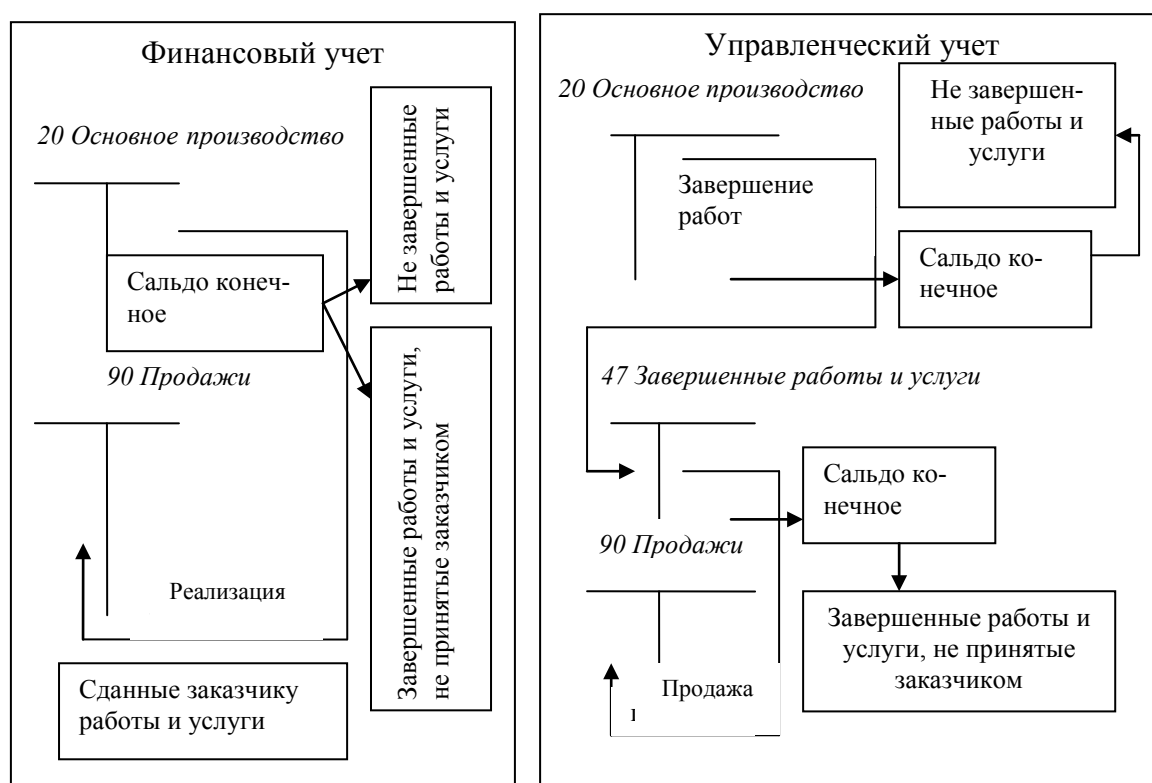 Финансовый учет
20 Основное производство
Не завершенные
работы и услуги
Сальдо конеч-
ное
90 Продажи
Завершенные работы и услуги,
не принятые заказчиком
Реализация
Сданные заказчику
работы и услуги
Управленческий учет
20 Основное производство
Не завершен-
ные работы и
услуги
Завершение
работ
Сальдо ко-
нечное
47 Завершенные работы и услуги
Сальдо ко-
нечное
90 Продажи
Завершенные работы и
услуги, не принятые
заказчиком
Продажа